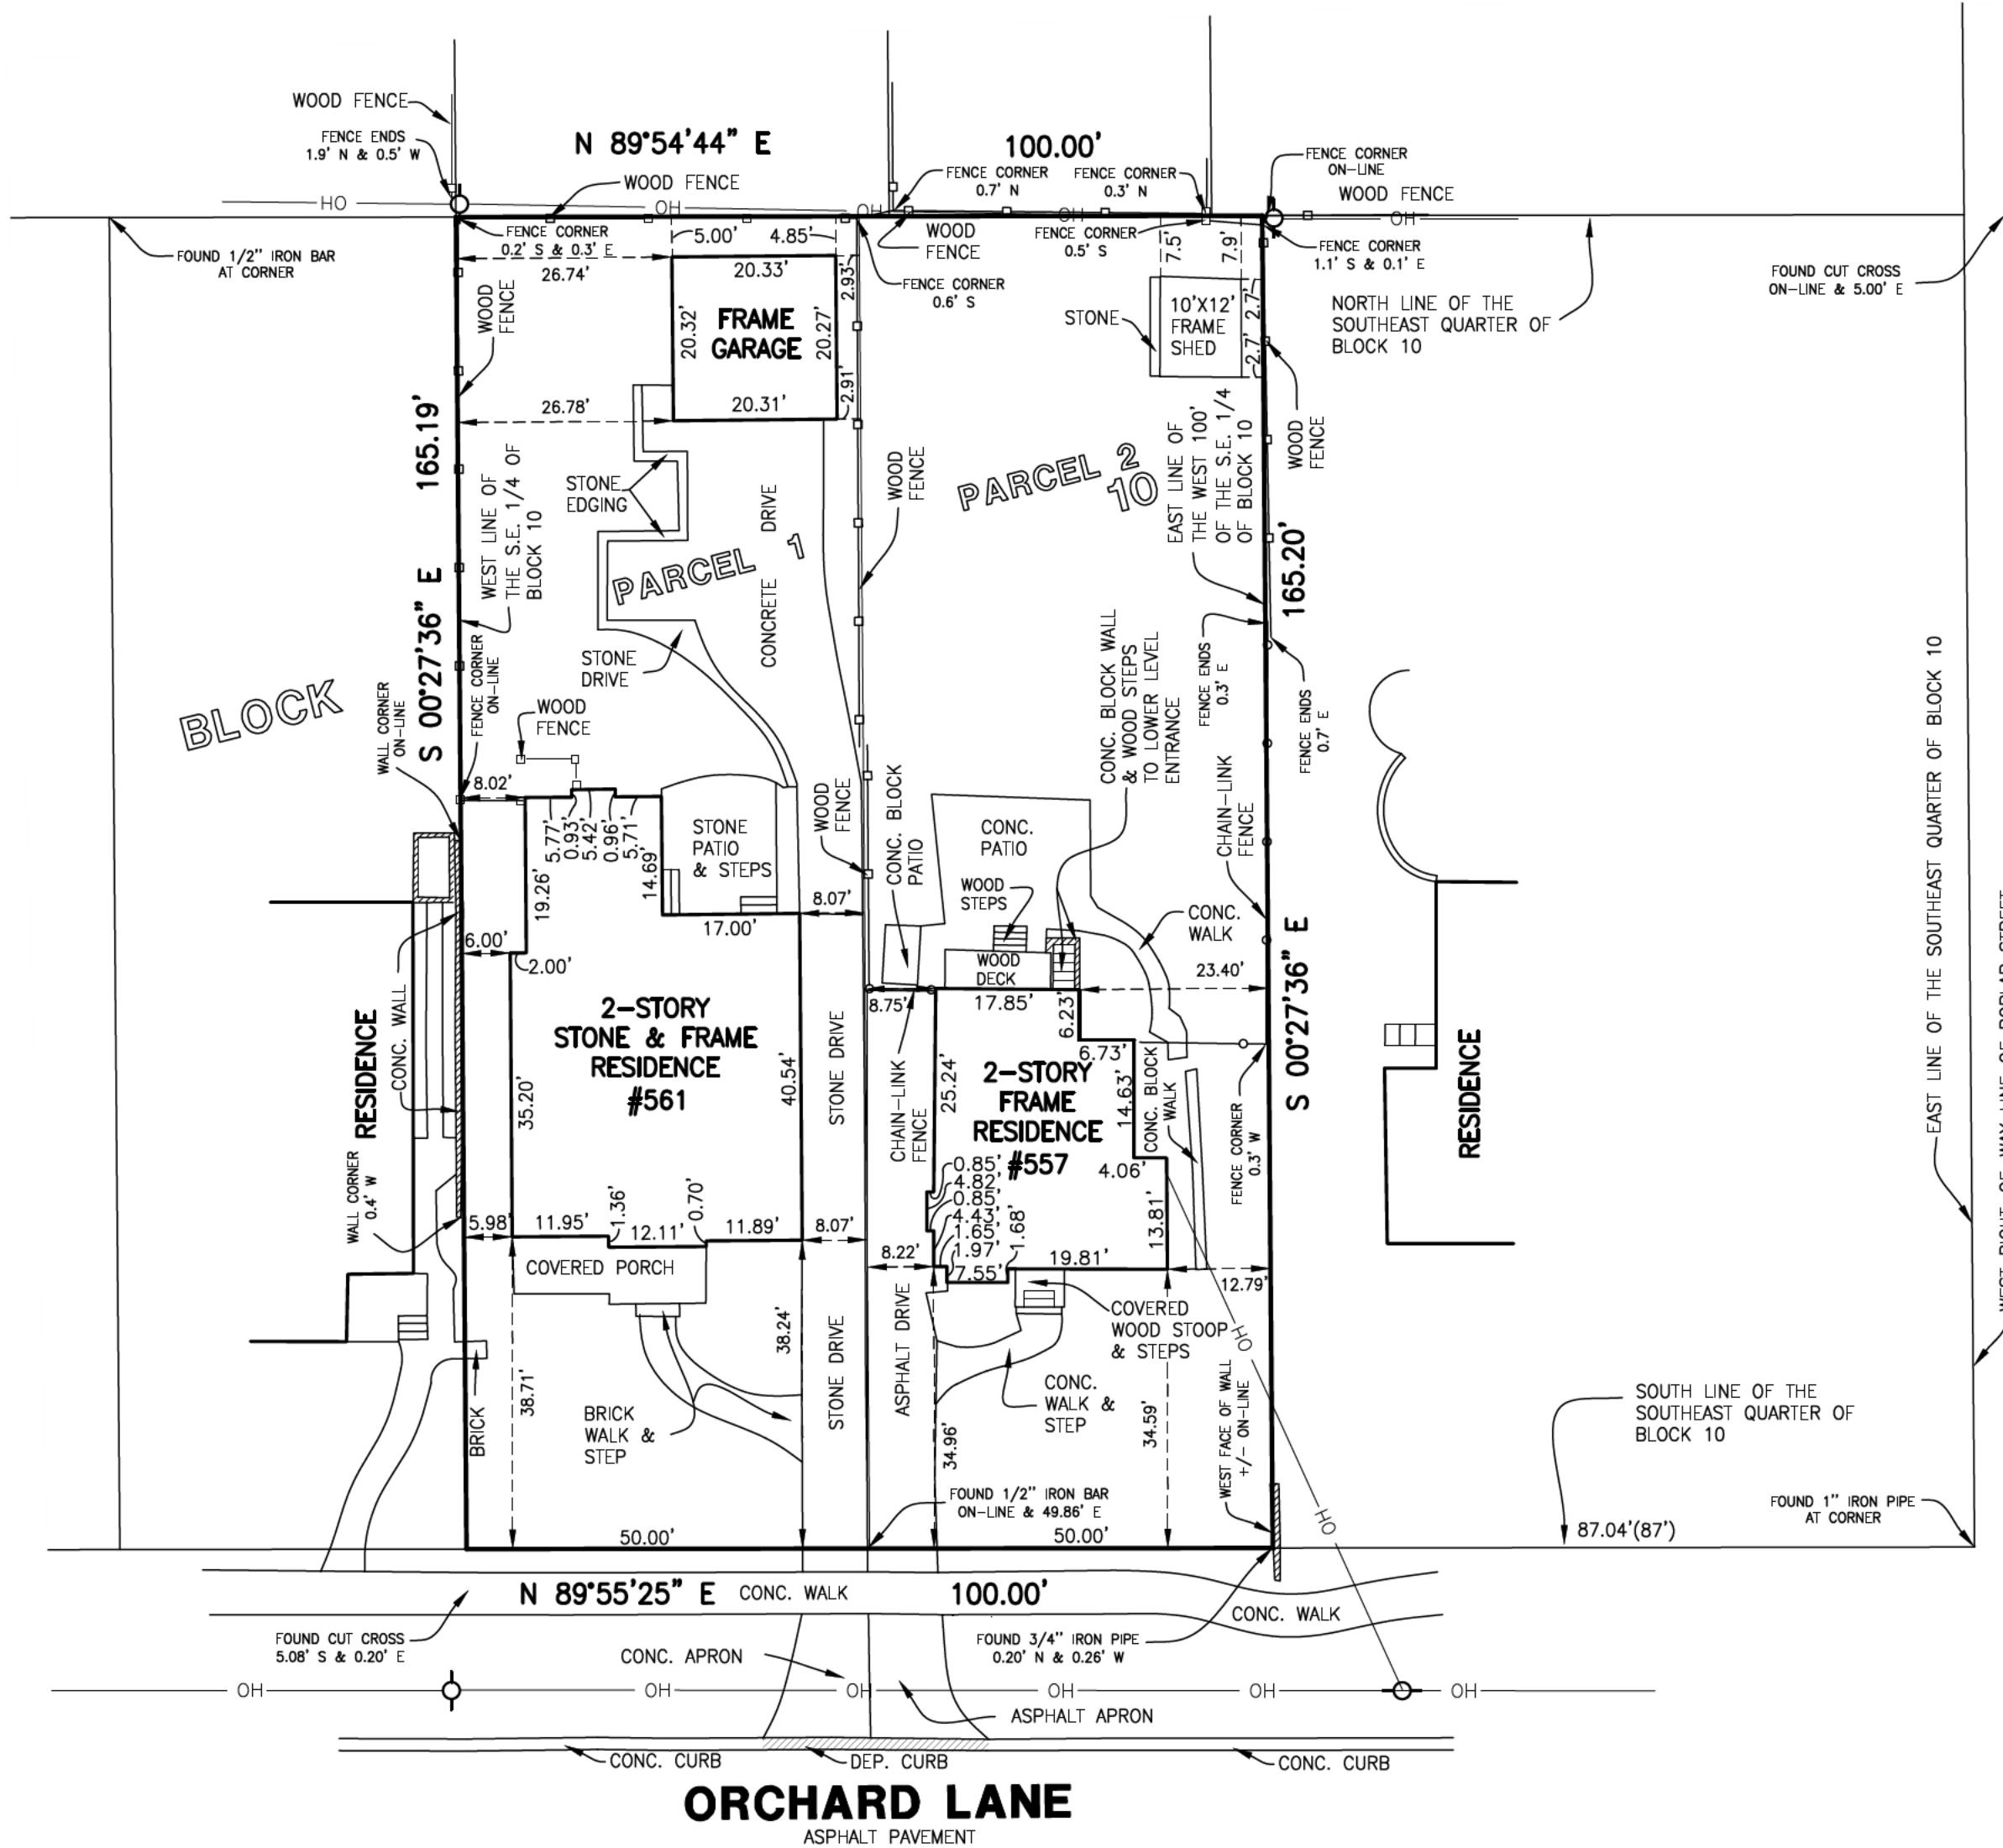 WOOD FENCE
FENCE ENDS
1.9' N & 0.5' W
N 89°54'44" E
100.00'
WOOD FENCE
FENCE CORNER
0.7' N
FENCE CORNER
0.3' N
FENCE CORNER
ON-LINE
WOOD FENCE
HO
OH
OH
OH
OH
FOUND 1/2" IRON BAR
AT CORNER
FENCE CORNER
0.2' S & 0.3' E
26.74'
5.00'
4.85'
20.33'
2.93'
WOOD
FENCE
FENCE CORNER
0.5' S
FENCE CORNER
0.6' S
7.5'
7.9'
FENCE CORNER
1.1' S & 0.1' E
FOUND CUT CROSS
ON-LINE & 5.00' E
WOOD
FENCE
20.32'
FRAME
GARAGE
20.27'
2.91'
20.31'
26.78'
STONE
10'X12'
FRAME
SHED
2.7'
2.7'
NORTH LINE OF THE
SOUTHEAST QUARTER OF
BLOCK 10
165.19'
S 00°27'36" E
WEST LINE OF
THE S.E. 1/4 OF
BLOCK 10
STONE
EDGING
CONCRETE DRIVE
PARCEL 1
WOOD
FENCE
PARCEL 2
10
EAST LINE OF
THE WEST 100'
OF THE S.E. 1/4
OF BLOCK 10
WOOD
FENCE
165.20'
BLOCK
WALL CORNER
ON-LINE
FENCE CORNER
ON-LINE
STONE
DRIVE
WOOD
FENCE
CONC. BLOCK WALL
& WOOD STEPS
TO LOWER LEVEL
ENTRANCE
FENCE ENDS
0.3' E
FENCE ENDS
0.7' E
EAST LINE OF THE SOUTHEAST QUARTER OF BLOCK 10
8.02'
5.77'
0.93'
5.42'
0.96'
5.71'
14.69'
19.26'
STONE
PATIO
& STEPS
WOOD
FENCE
CONC. BLOCK
PATIO
CONC.
PATIO
WOOD
STEPS
CHAIN-LINK
FENCE
CONC.
WALK
8.07'
17.00'
6.00'
2.00'
WOOD
DECK
23.40'
S 00°27'36" E
8.75'
17.85'
6.23'
6.73'
RESIDENCE
CONC. WALL
2-STORY
STONE & FRAME
RESIDENCE
#561
35.20'
40.54'
STONE DRIVE
CHAIN-LINK
FENCE
25.24'
2-STORY
FRAME
RESIDENCE
#557
14.63'
CONC. BLOCK
WALK
RESIDENCE
0.85'
4.82'
0.85'
4.43'
1.65'
1.97'
1.68'
7.55'
4.06'
13.81'
19.81'
FENCE CORNER
0.3' W
WALL CORNER
0.4' W
5.98'
11.95'
1.36'
12.11'
0.70'
11.89'
8.07'
8.22'
12.79'
COVERED PORCH
COVERED
WOOD STOOP
& STEPS
HO
38.71'
38.24'
STONE DRIVE
ASPHALT DRIVE
BRICK
BRICK
WALK &
STEP
CONC.
WALK &
STEP
34.96'
34.59'
WEST FACE OF WALL
+/- ON-LINE
SOUTH LINE OF THE
SOUTHEAST QUARTER OF
BLOCK 10
FOUND 1/2" IRON BAR
ON-LINE & 49.86' E
HO
FOUND 1" IRON PIPE
AT CORNER
50.00'
50.00'
87.04'(87')
N 89°55'25" E
CONC. WALK
100.00'
CONC. WALK
FOUND CUT CROSS
5.08' S & 0.20' E
CONC. APRON
FOUND 3/4" IRON PIPE
0.20' N & 0.26' W
OH
OH
OH
OH
OH
OH
ASPHALT APRON
CONC. CURB
DEP. CURB
CONC. CURB
ORCHARD LANE
ASPHALT PAVEMENT